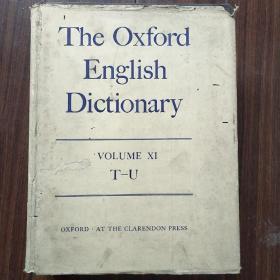 The Oxford
English
Dictionary
VOLUME XI
T–U
OXFORD · AT THE CLARENDON PRESS